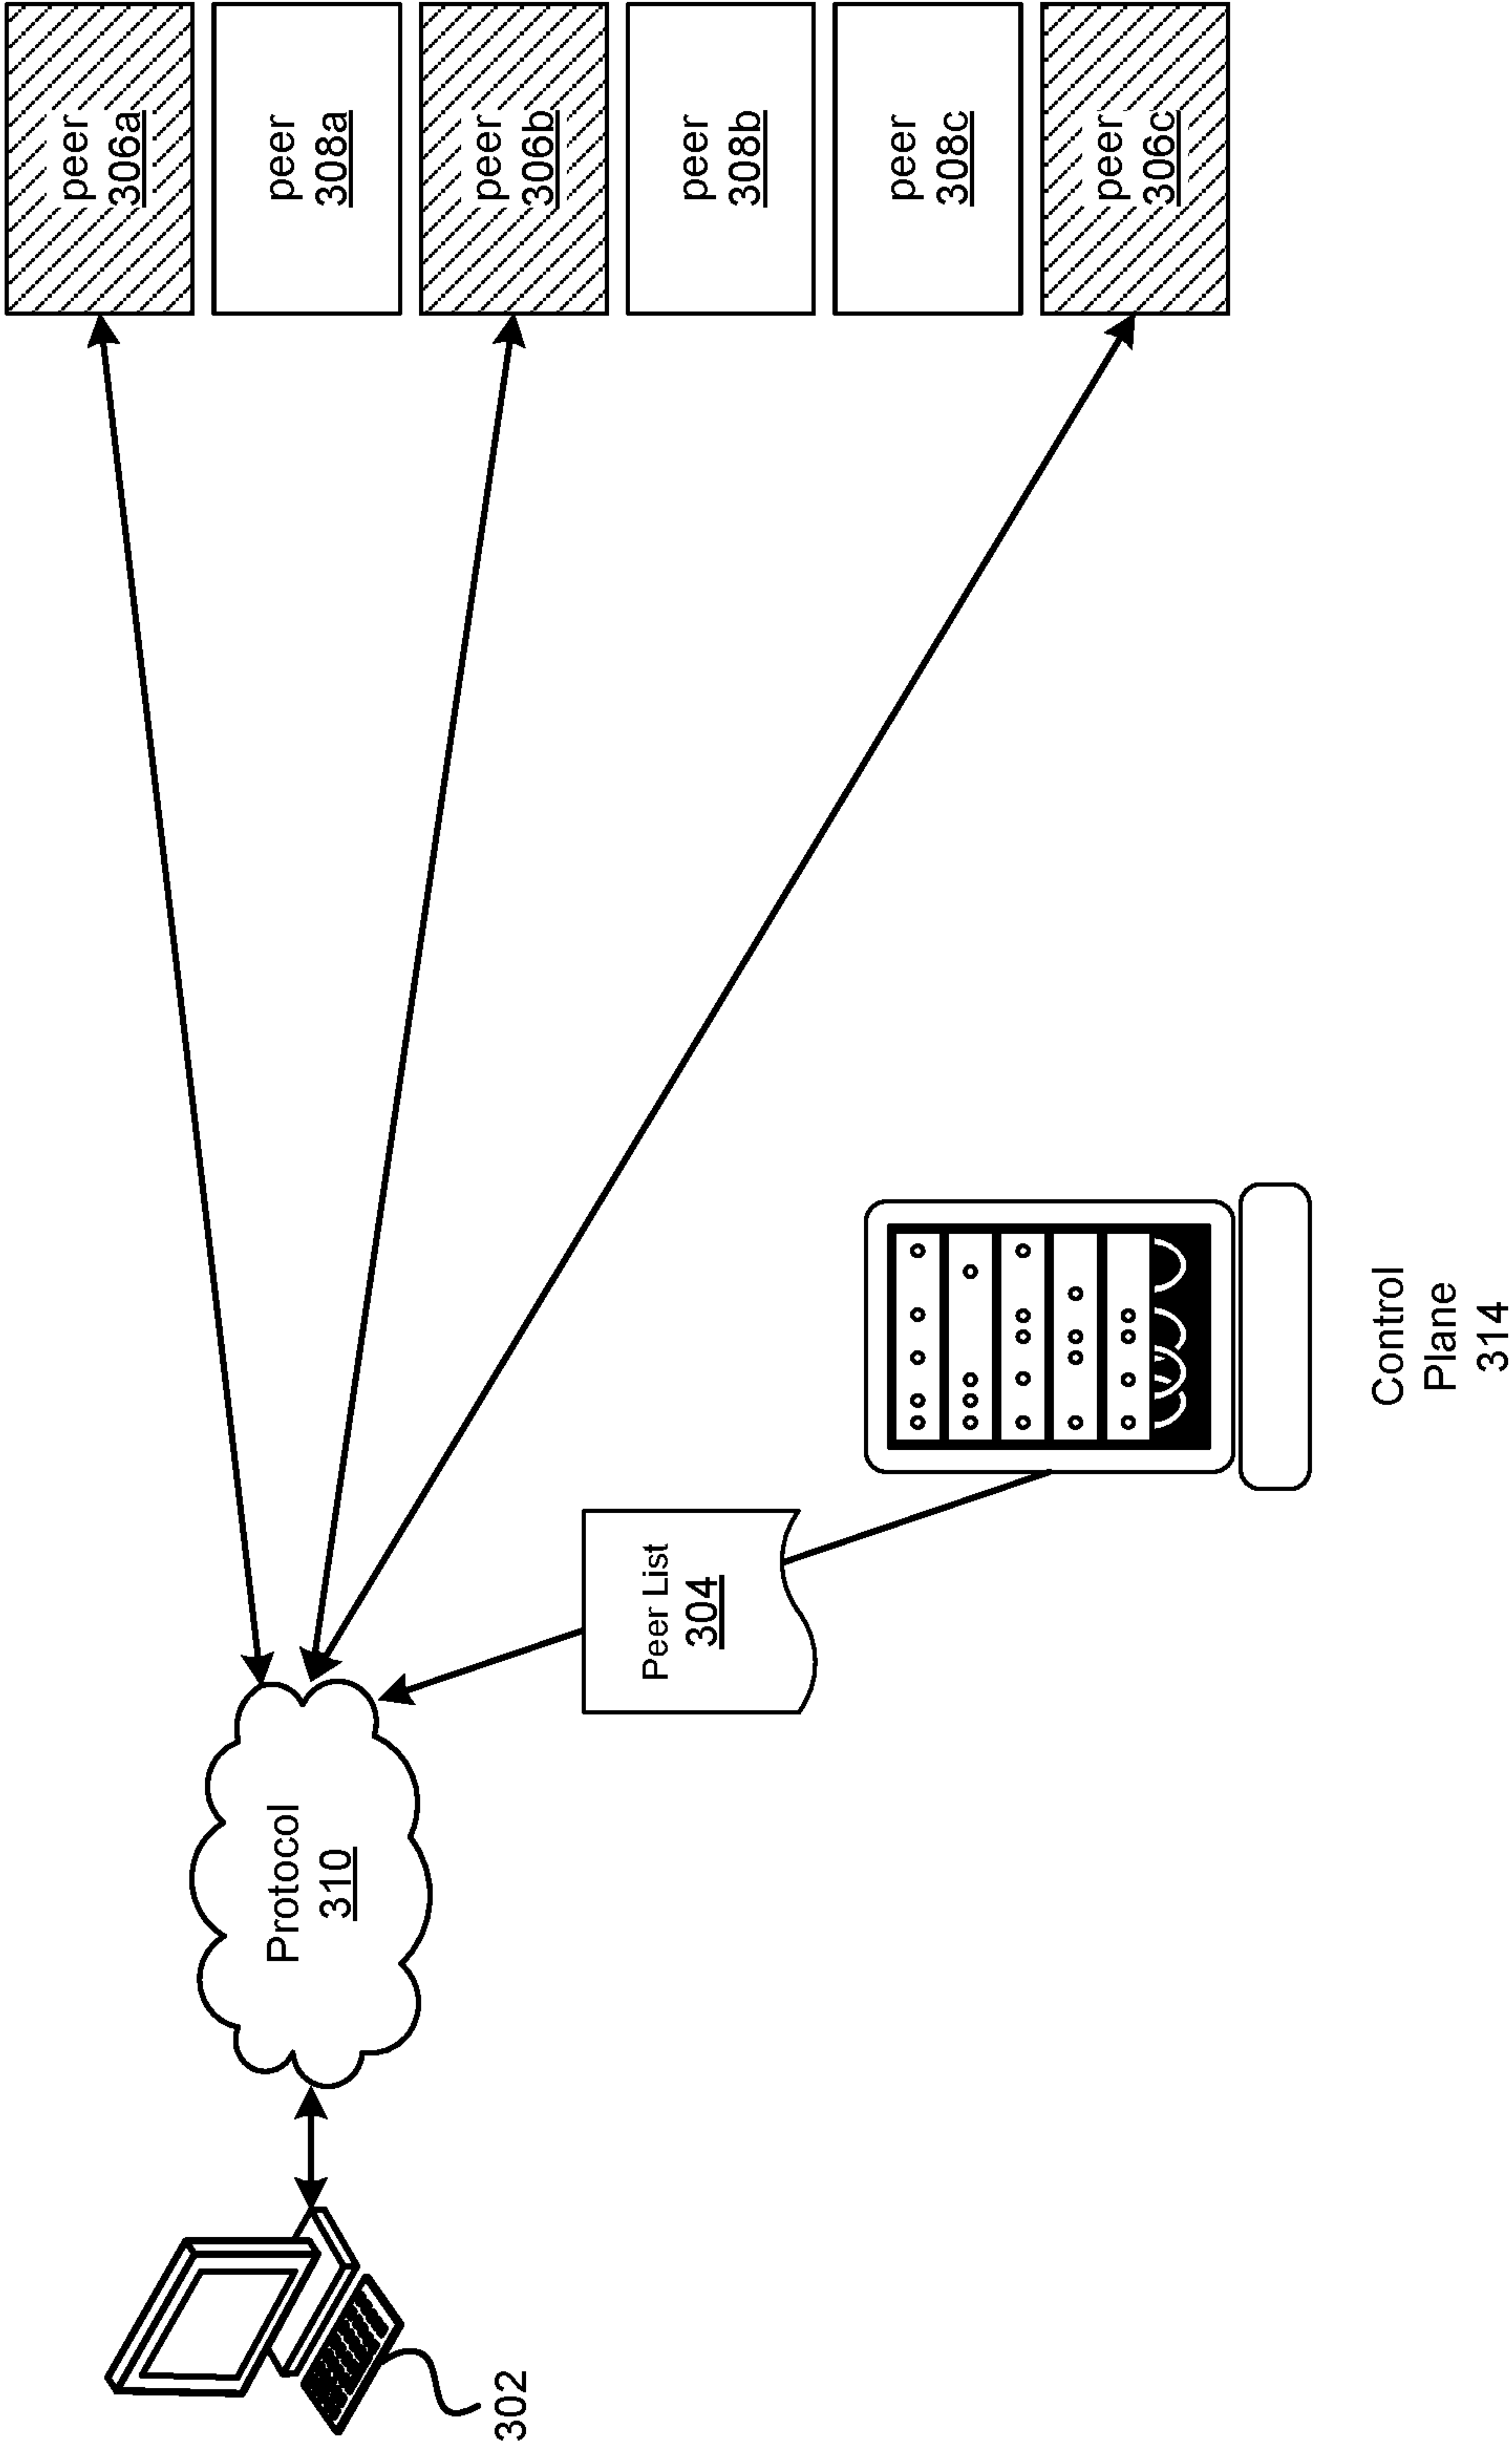 302
Protocol
310
Peer List
304
Control
Plane
314
peer
306a
peer
308a
peer
306b
peer
308b
peer
308c
peer
306c